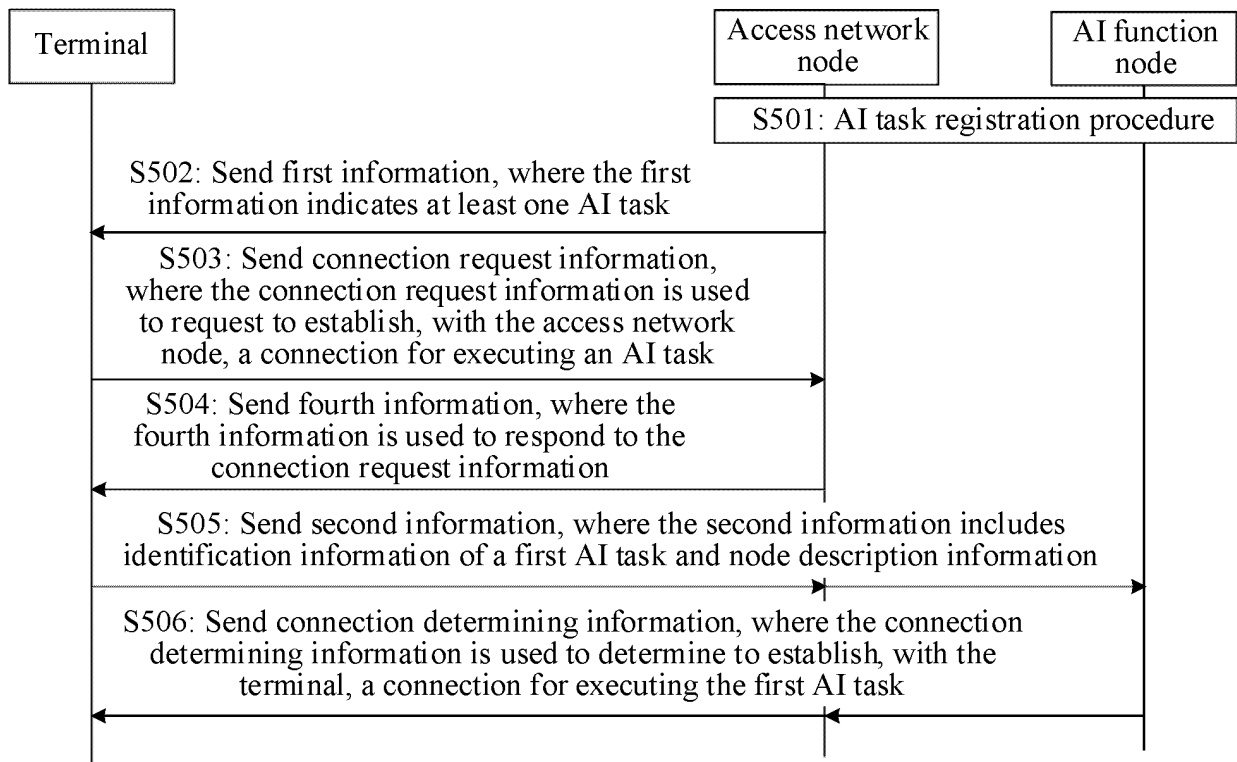 Terminal
Access network
node
AI function
node
S501: AI task registration procedure
S502: Send first information, where the first
information indicates at least one AI task
S503: Send connection request information,
where the connection request information is used
to request to establish, with the access network
node, a connection for executing an AI task
S504: Send fourth information, where the
fourth information is used to respond to the
connection request information
S505: Send second information, where the second information includes
identification information of a first AI task and node description information
S506: Send connection determining information, where the connection
determining information is used to determine to establish, with the
terminal, a connection for executing the first AI task